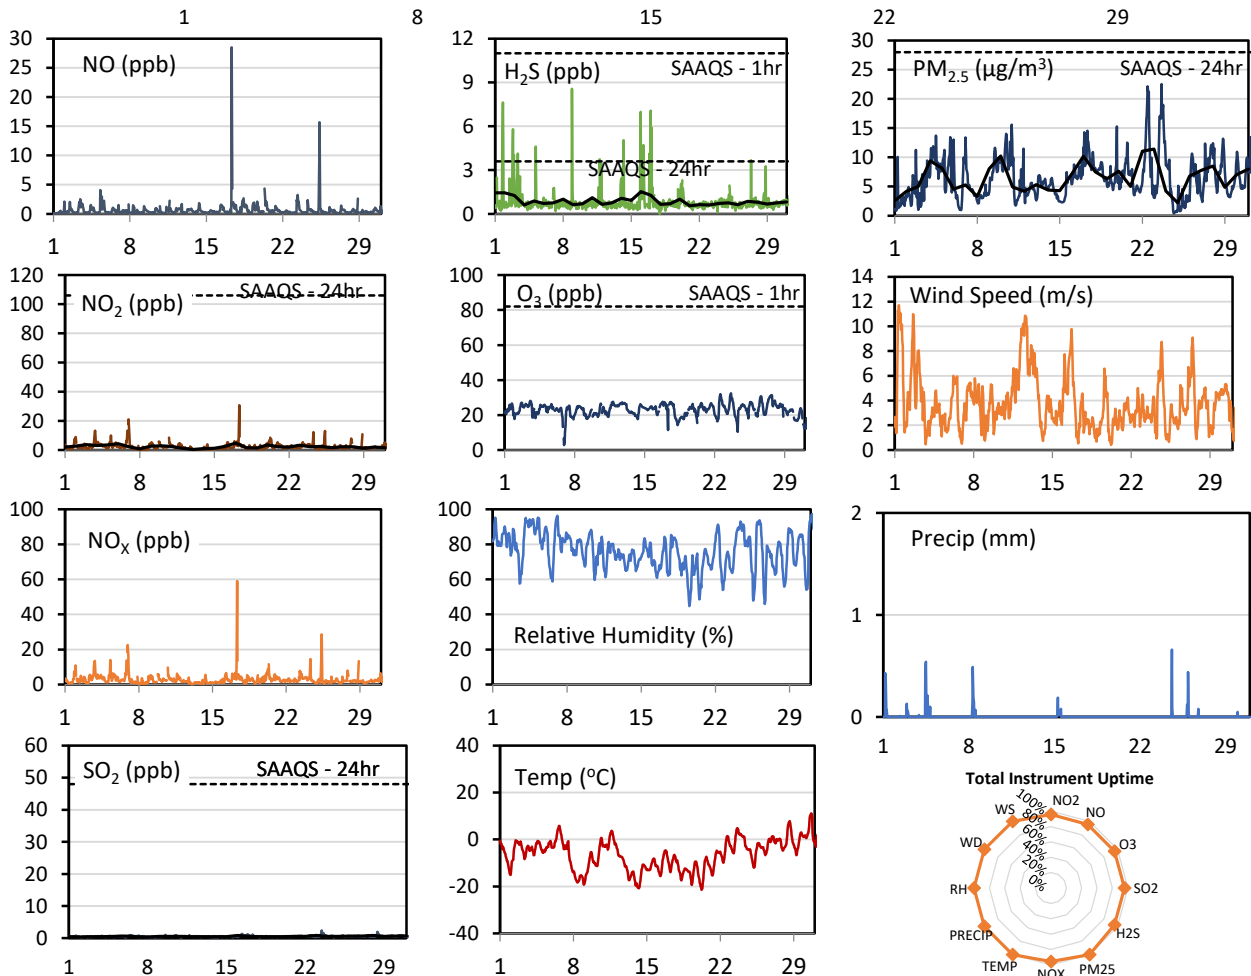 1 8 15 22 29
NO (ppb)
30
25
20
15
10
5
0
1 8 15 22 29
H₂S (ppb)
SAAQS - 1hr
SAAQS - 24hr
12
9
6
3
0
1 8 15 22 29
PM₂.₅ (µg/m³)
SAAQS - 24hr
30
25
20
15
10
5
0
1 8 15 22 29
NO₂ (ppb)
SAAQS - 24hr
120
100
80
60
40
20
0
1 8 15 22 29
O₃ (ppb)
SAAQS - 1hr
100
80
60
40
20
0
1 8 15 22 29
Wind Speed (m/s)
14
12
10
8
6
4
2
0
1 8 15 22 29
NOX (ppb)
100
80
60
40
20
0
1 8 15 22 29
100
80
60
40
20
0
Relative Humidity (%)
1 8 15 22 29
Precip (mm)
2
1
0
1 8 15 22 29
SO₂ (ppb)
SAAQS - 24hr
60
50
40
30
20
10
0
1 8 15 22 29
Temp (°C)
40
20
0
-20
-40
1 8 15 22 29
Total Instrument Uptime
100%
80%
60%
40%
20%
0%
NO2
NO
O3
SO2
H2S
PM25
NOX
TEMP
PRECIP
RH
WD
WS